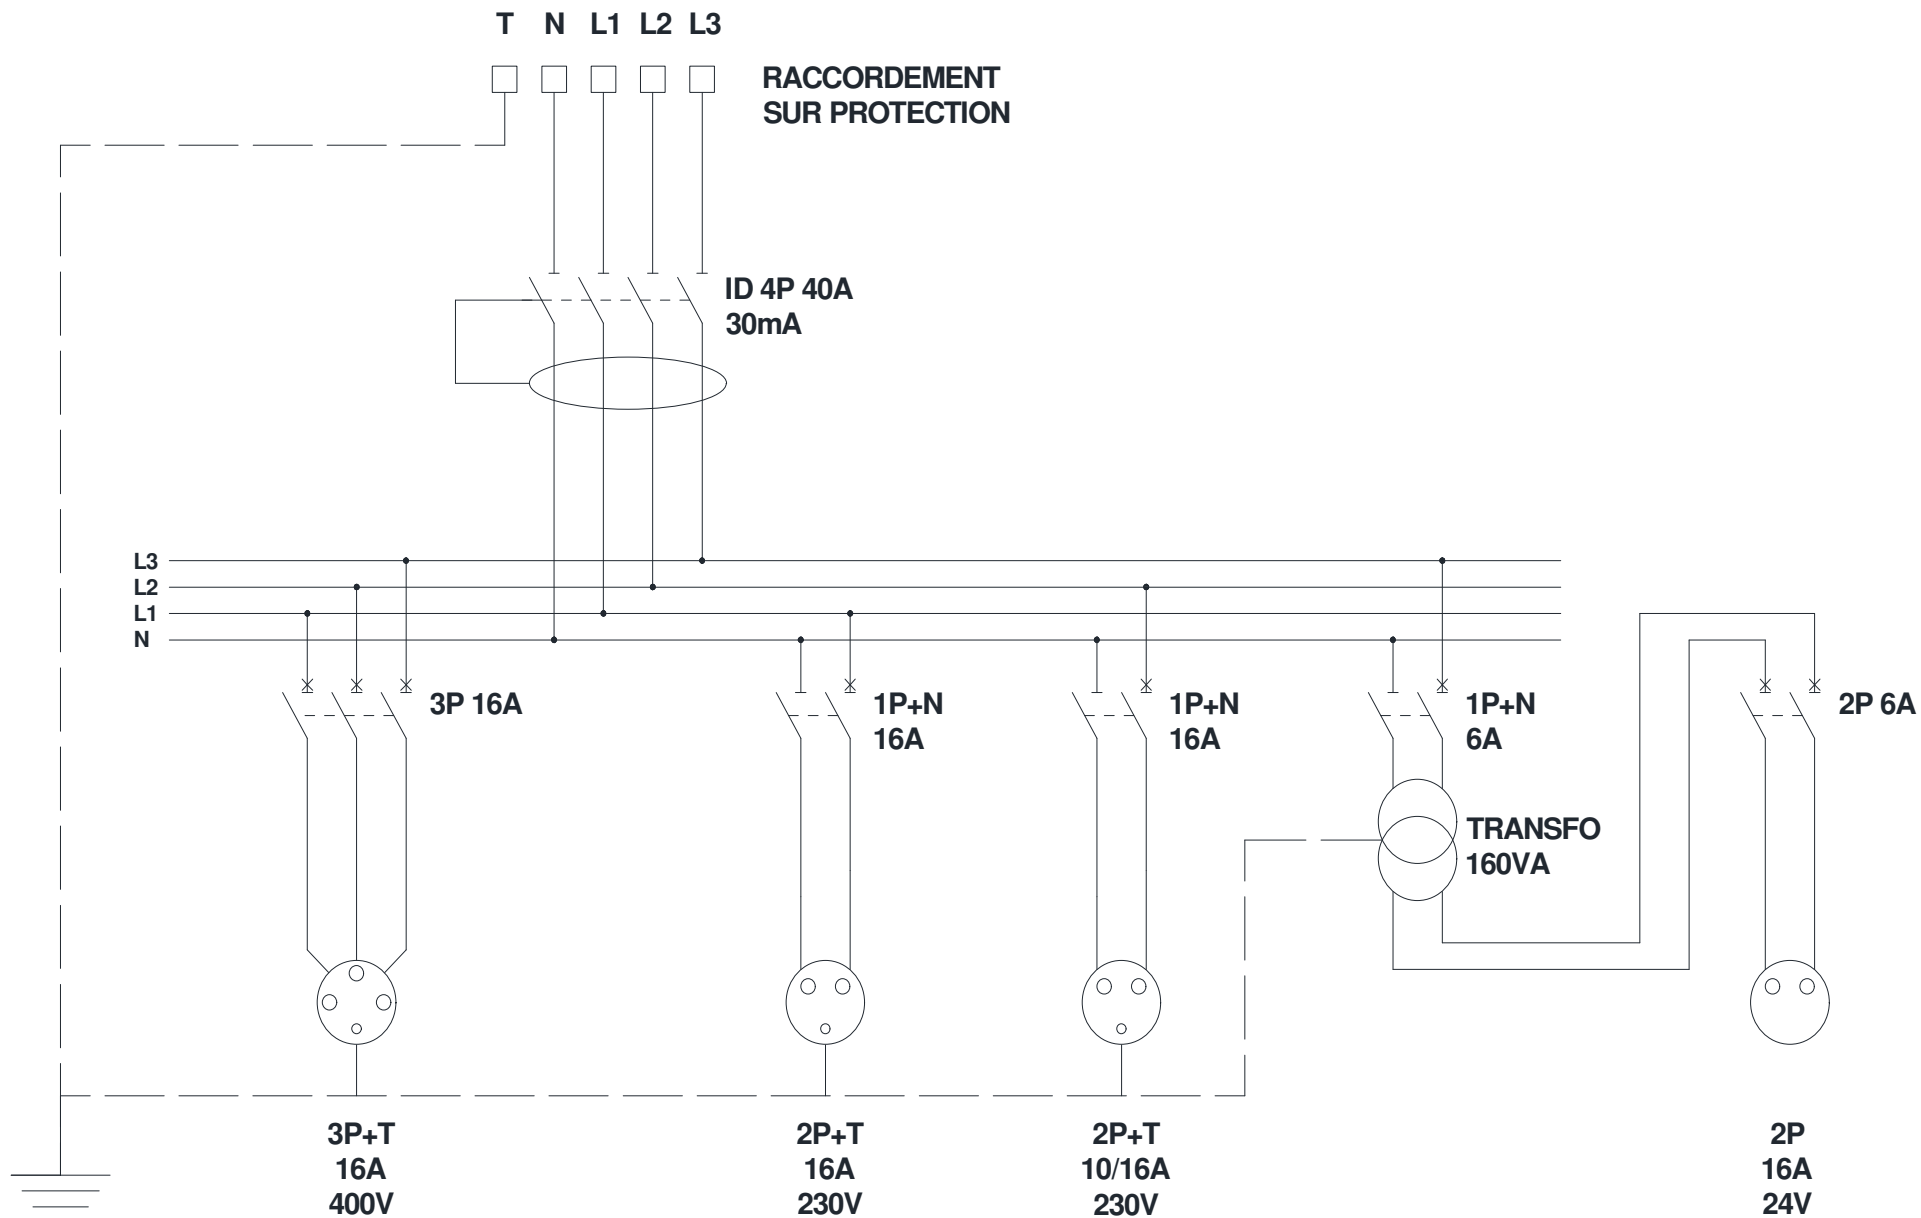 T N L1 L2 L3
RACCORDEMENT
SUR PROTECTION
ID 4P 40A
30mA
L3
L2
L1
N
3P 16A
1P+N
16A
1P+N
16A
1P+N
6A
2P 6A
TRANSFO
160VA
3P+T
16A
400V
2P+T
16A
230V
2P+T
10/16A
230V
2P
16A
24V